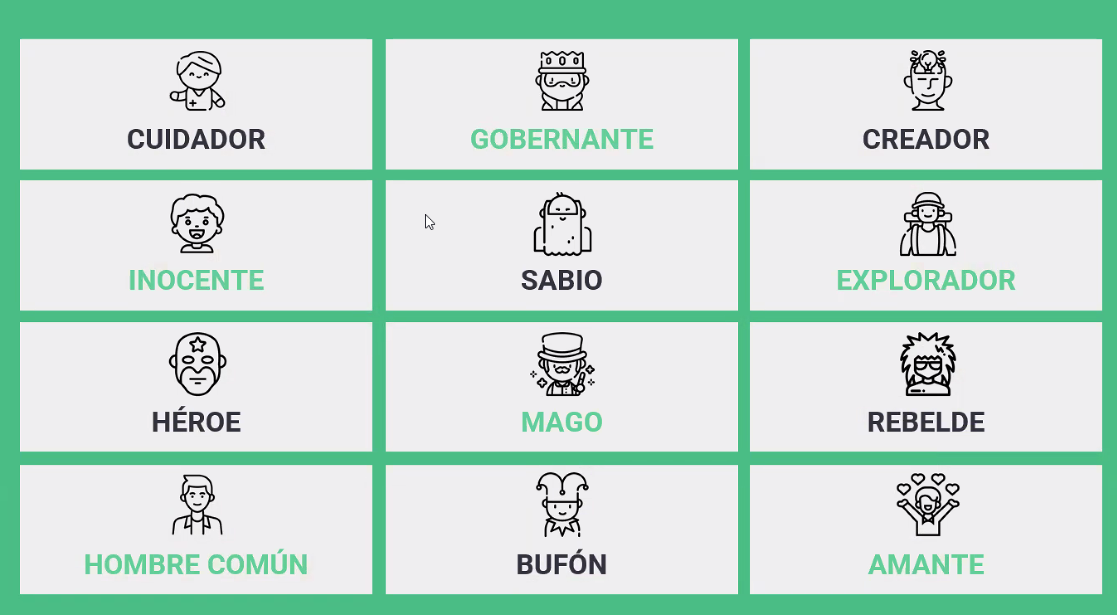 CUIDADOR
GOBERNANTE
CREADOR
INOCENTE
SABIO
EXPLORADOR
HÉROE
MAGO
REBELDE
HOMBRE COMÚN
BUFÓN
AMANTE